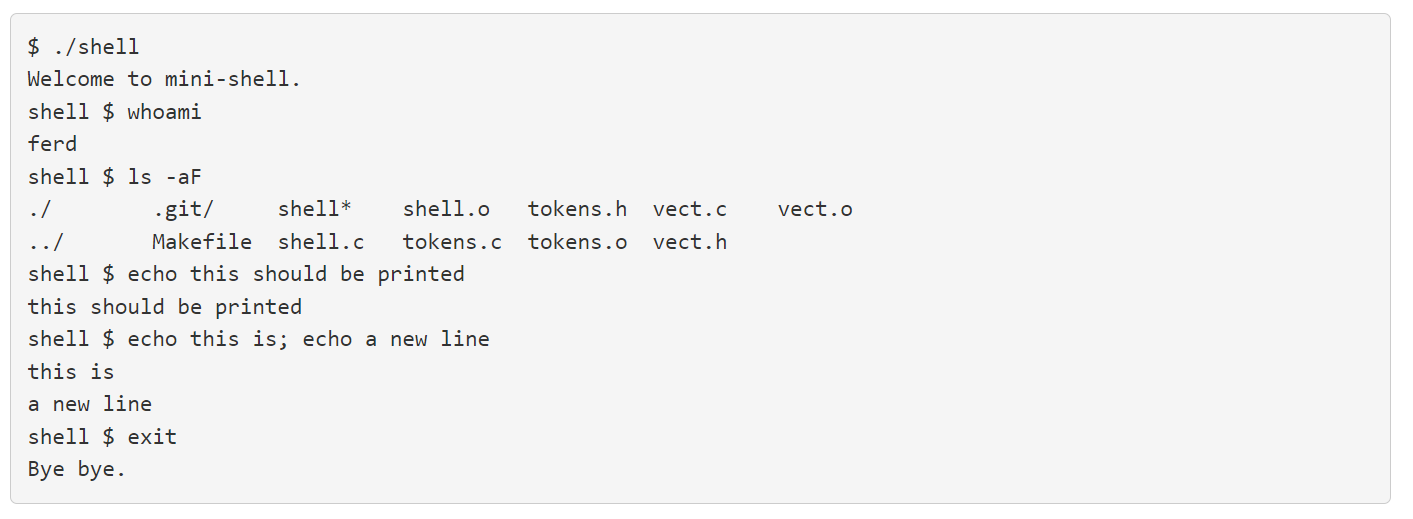 $ ./shell
Welcome to mini-shell.
shell $ whoami
ferd
shell $ ls -aF
./        .git/     shell*    shell.o   tokens.h  vect.c    vect.o
../       Makefile  shell.c   tokens.c  tokens.o  vect.h
shell $ echo this should be printed
this should be printed
shell $ echo this is; echo a new line
this is
a new line
shell $ exit
Bye bye.